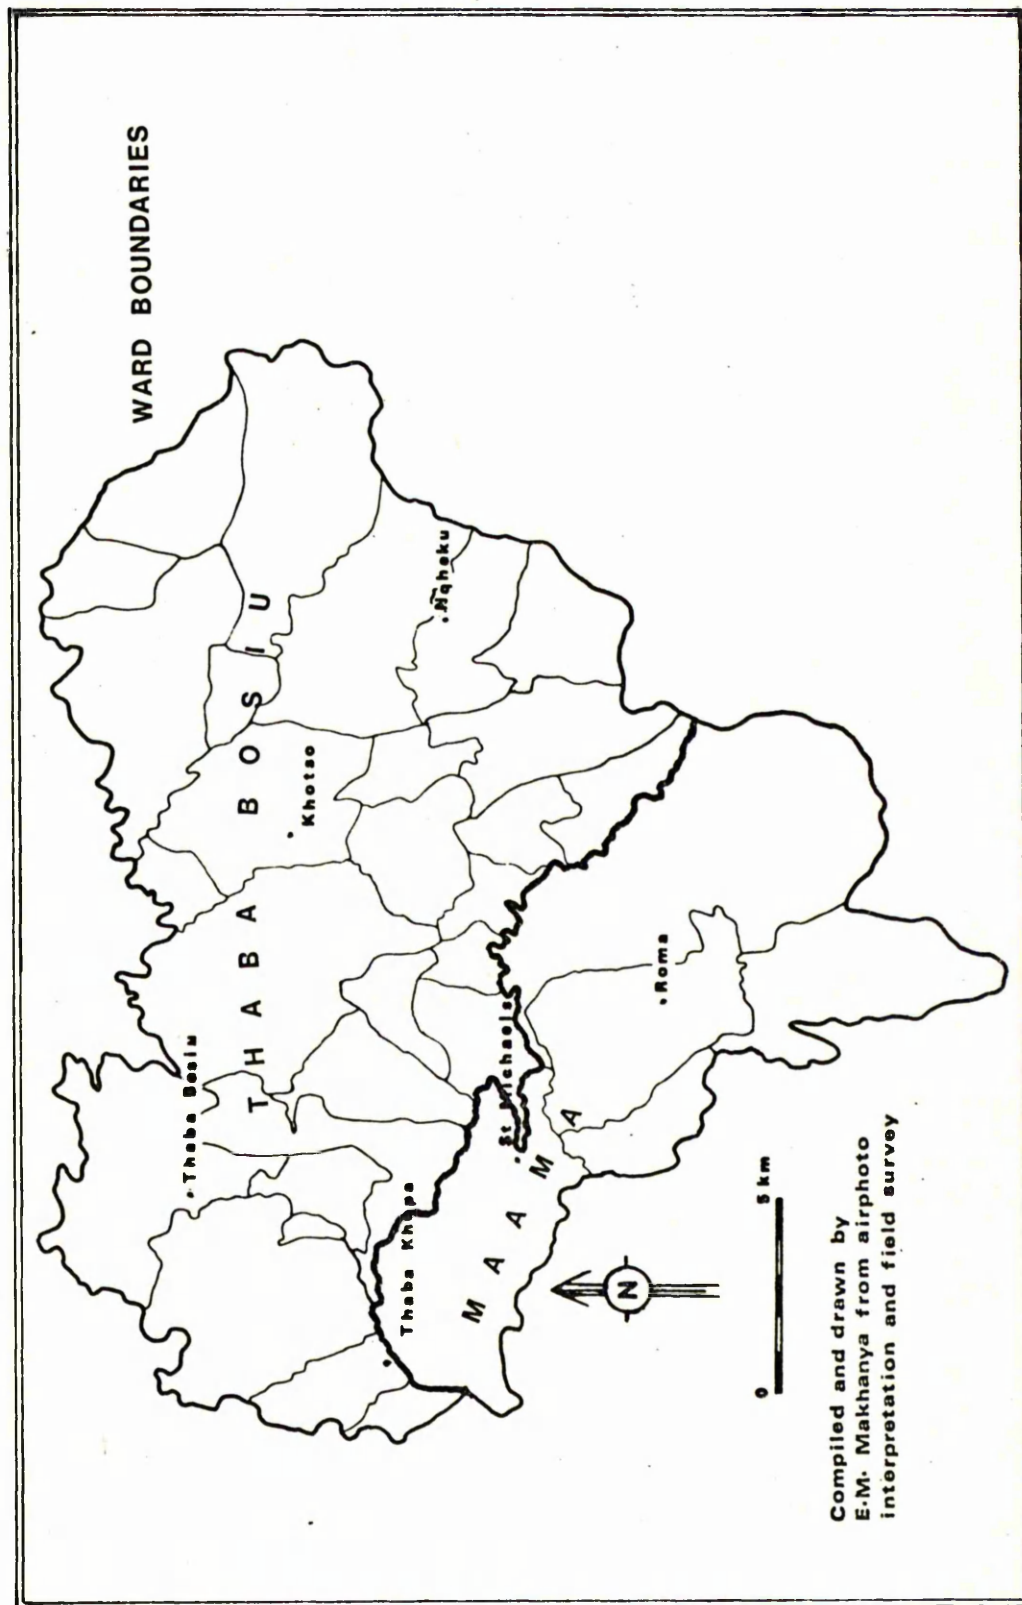 WARD BOUNDARIES
Thaba Bosiu
THABA BOSIU
Khotso
Nqheku
Thaba Khupa
St Michaels
Roma
MAAMA
N
0 5 km
Compiled and drawn by
E.M. Makhanya from airphoto
interpretation and field survey